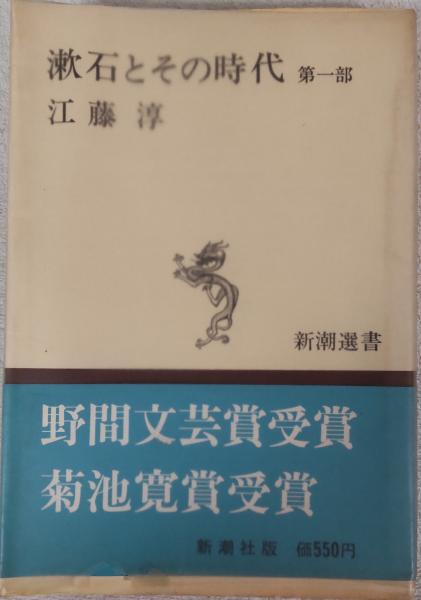 漱石とその時代 第一部
江藤淳
新潮選書
野間文芸賞受賞
菊池寛賞受賞
新潮社版 価550円